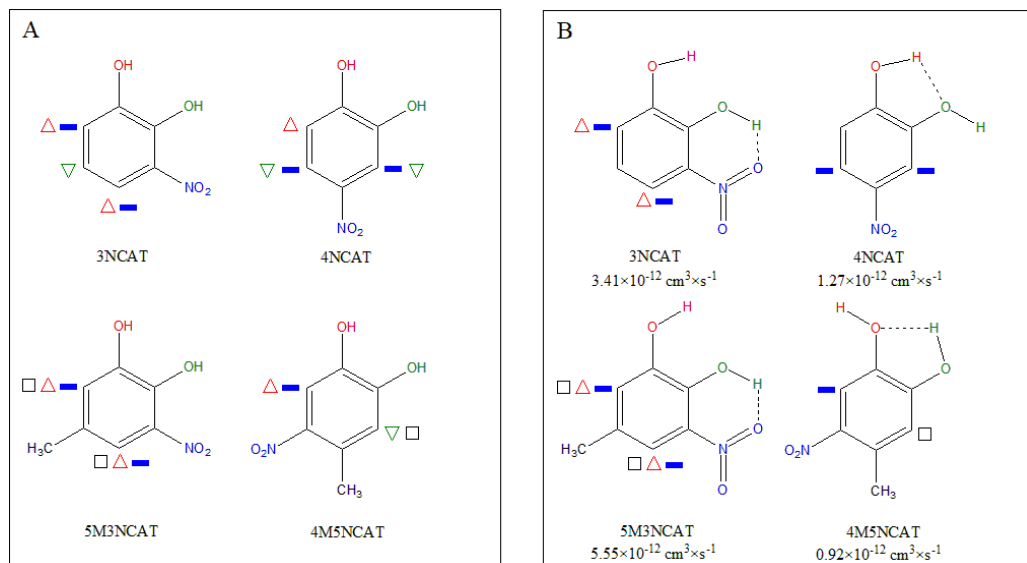 A
OH
OH
NO₂
3NCAT
OH
OH
NO₂
4NCAT
OH
OH
H₃C
NO₂
5M3NCAT
OH
OH
O₂N
CH₃
4M5NCAT
B
O
H
O
H
O
N
O
3NCAT
3.41×10⁻¹² cm³×s⁻¹
O
H
O
H
NO₂
4NCAT
1.27×10⁻¹² cm³×s⁻¹
H
O
O
H
H₃C
O
N
O
5M3NCAT
5.55×10⁻¹² cm³×s⁻¹
H
O
H
O
O₂N
CH₃
4M5NCAT
0.92×10⁻¹² cm³×s⁻¹